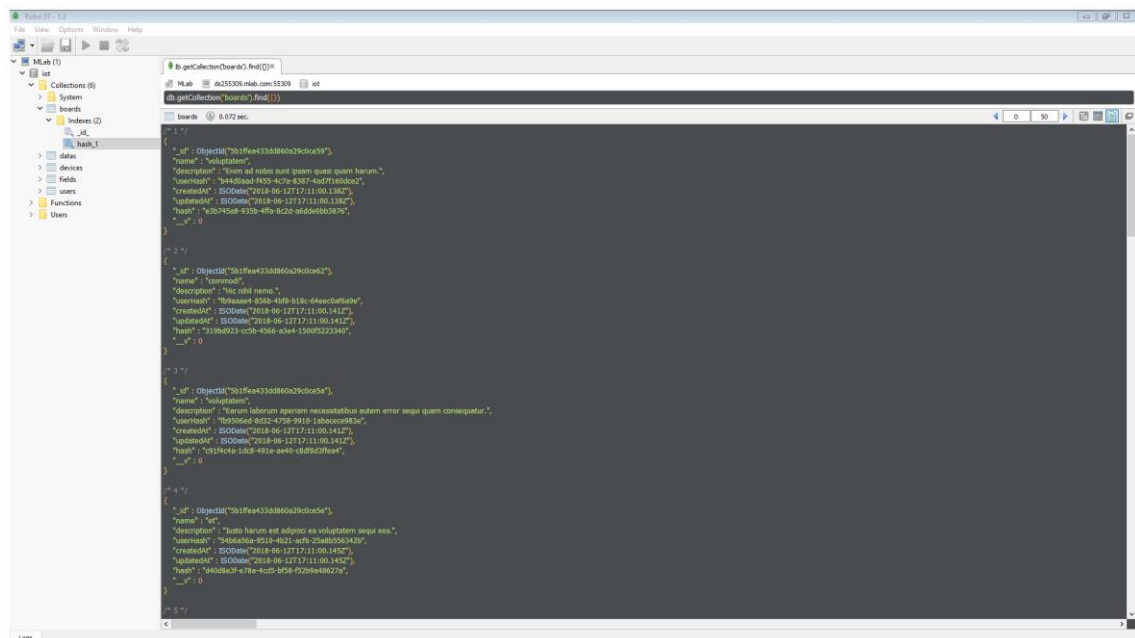 Robo 3T - 1.2
File View Options Window Help
MLab (1)
iot
Collections (6)
System
boards
Indexes (2)
_id_
hash_1
datas
devices
fields
users
Functions
Users
db.getCollection('boards').find({})
MLab ds255309.mlab.com:55309 iot
db.getCollection('boards').find({})
boards 0.072 sec. 0 50
/* 1 */
{
"_id" : ObjectId("5b1ffea433dd860a29c0ce59"),
"name" : "voluptatem",
"description" : "Enim ad nobis sunt ipsam quasi quam harum.",
"userHash" : "b44d0aad-f455-4c7e-8387-4ad7f160dce2",
"createdAt" : ISODate("2018-06-12T17:11:00.138Z"),
"updatedAt" : ISODate("2018-06-12T17:11:00.138Z"),
"hash" : "e3b745a8-935b-4ffa-8c2d-a6dde0bb3876",
"__v" : 0
}
/* 2 */
{
"_id" : ObjectId("5b1ffea433dd860a29c0ce62"),
"name" : "commodi",
"description" : "Hic nihil nemo.",
"userHash" : "fb9aaae4-856b-4bf8-b18c-64eec0af6a9e",
"createdAt" : ISODate("2018-06-12T17:11:00.141Z"),
"updatedAt" : ISODate("2018-06-12T17:11:00.141Z"),
"hash" : "319bd923-cc5b-4566-a3e4-1500f5223340",
"__v" : 0
}
/* 3 */
{
"_id" : ObjectId("5b1ffea433dd860a29c0ce5a"),
"name" : "voluptatem",
"description" : "Earum laborum aperiam necessitatibus autem error sequi quam consequatur.",
"userHash" : "fb9506ed-8d32-4758-9918-1abacece983e",
"createdAt" : ISODate("2018-06-12T17:11:00.141Z"),
"updatedAt" : ISODate("2018-06-12T17:11:00.141Z"),
"hash" : "c91f4c4a-1dc8-491e-ae40-c8df8d3ffea4",
"__v" : 0
}
/* 4 */
{
"_id" : ObjectId("5b1ffea433dd860a29c0ce5e"),
"name" : "et",
"description" : "Iusto harum est adipisci ea voluptatem sequi eos.",
"userHash" : "54b6a56a-9510-4b21-acf6-25a8b556342b",
"createdAt" : ISODate("2018-06-12T17:11:00.145Z"),
"updatedAt" : ISODate("2018-06-12T17:11:00.145Z"),
"hash" : "d40d8e3f-e78a-4cd5-bf58-f52b9a48627a",
"__v" : 0
}
/* 5 */
Logs